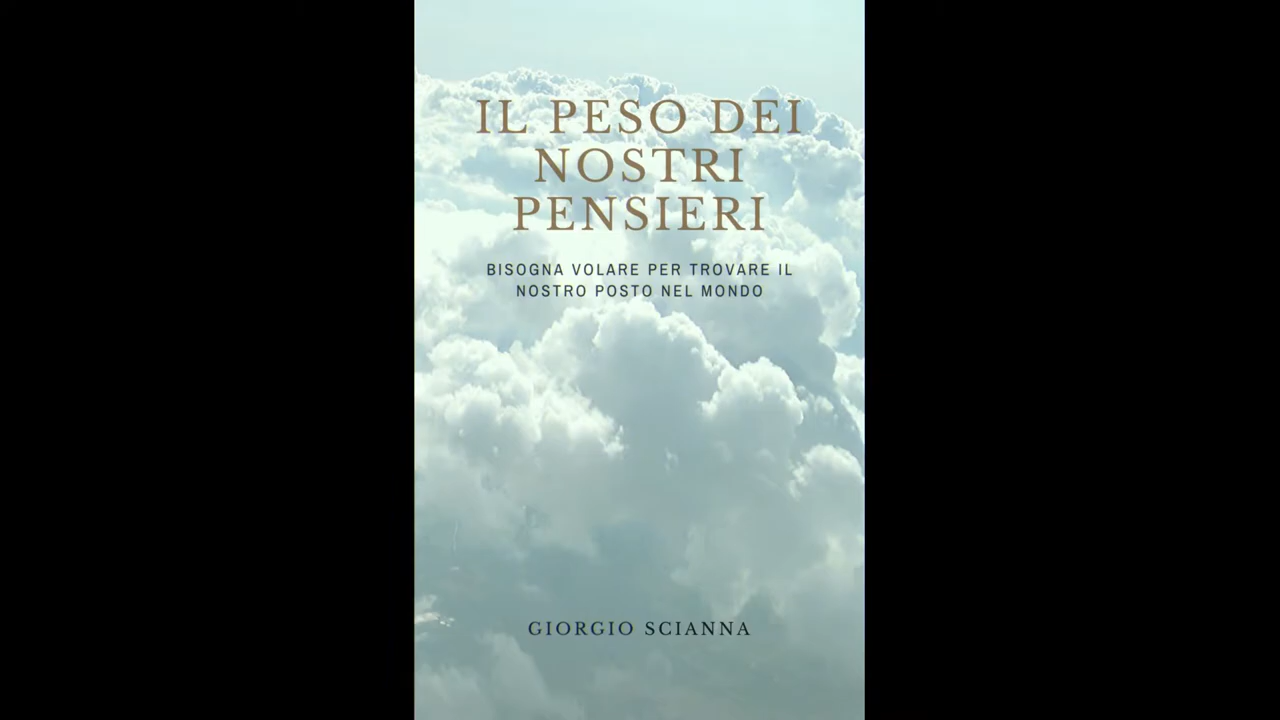 IL PESO DEI
NOSTRI
PENSIERI
BISOGNA VOLARE PER TROVARE IL
NOSTRO POSTO NEL MONDO
GIORGIO SCIANNA